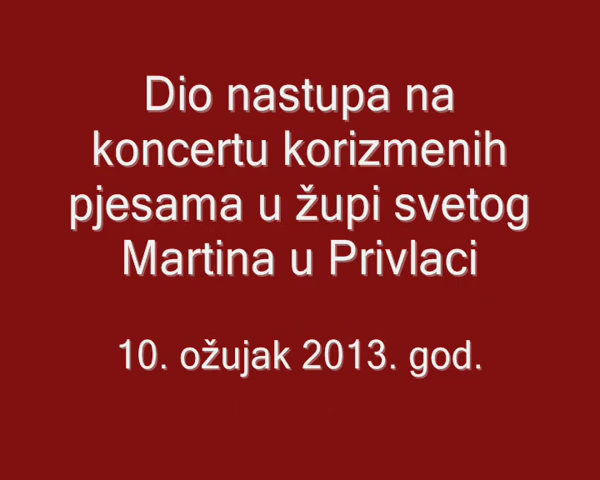 Dio nastupa na
koncertu korizmenih
pjesama u župi svetog
Martina u Privlaci
10. ožujak 2013. god.